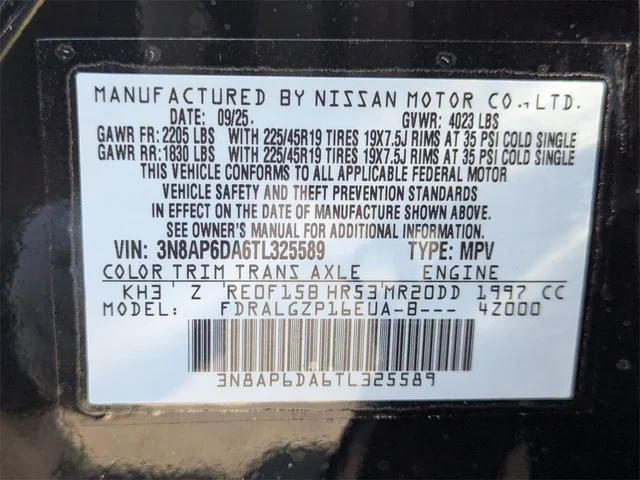 MANUFACTURED BY NISSAN MOTOR CO., LTD.
DATE: 09/25. GVWR: 4023 LBS
GAWR FR: 2205 LBS WITH 225/45R19 TIRES 19X7.5J RIMS AT 35 PSI COLD SINGLE
GAWR RR: 1830 LBS WITH 225/45R19 TIRES 19X7.5J RIMS AT 35 PSI COLD SINGLE
THIS VEHICLE CONFORMS TO ALL APPLICABLE FEDERAL MOTOR
VEHICLE SAFETY AND THEFT PREVENTION STANDARDS
IN EFFECT ON THE DATE OF MANUFACTURE SHOWN ABOVE.
SEE OWNER'S MANUAL FOR ADDITIONAL INFORMATION.
VIN: 3N8AP6DA6TL325589 TYPE: MPV
COLOR TRIM TRANS AXLE ENGINE
KH3' Z 'RE0F15B HR53'MR20DD 1997 CC
MODEL: FDRALGZP16EUA-B--- 4Z000
3N8AP6DA6TL325589